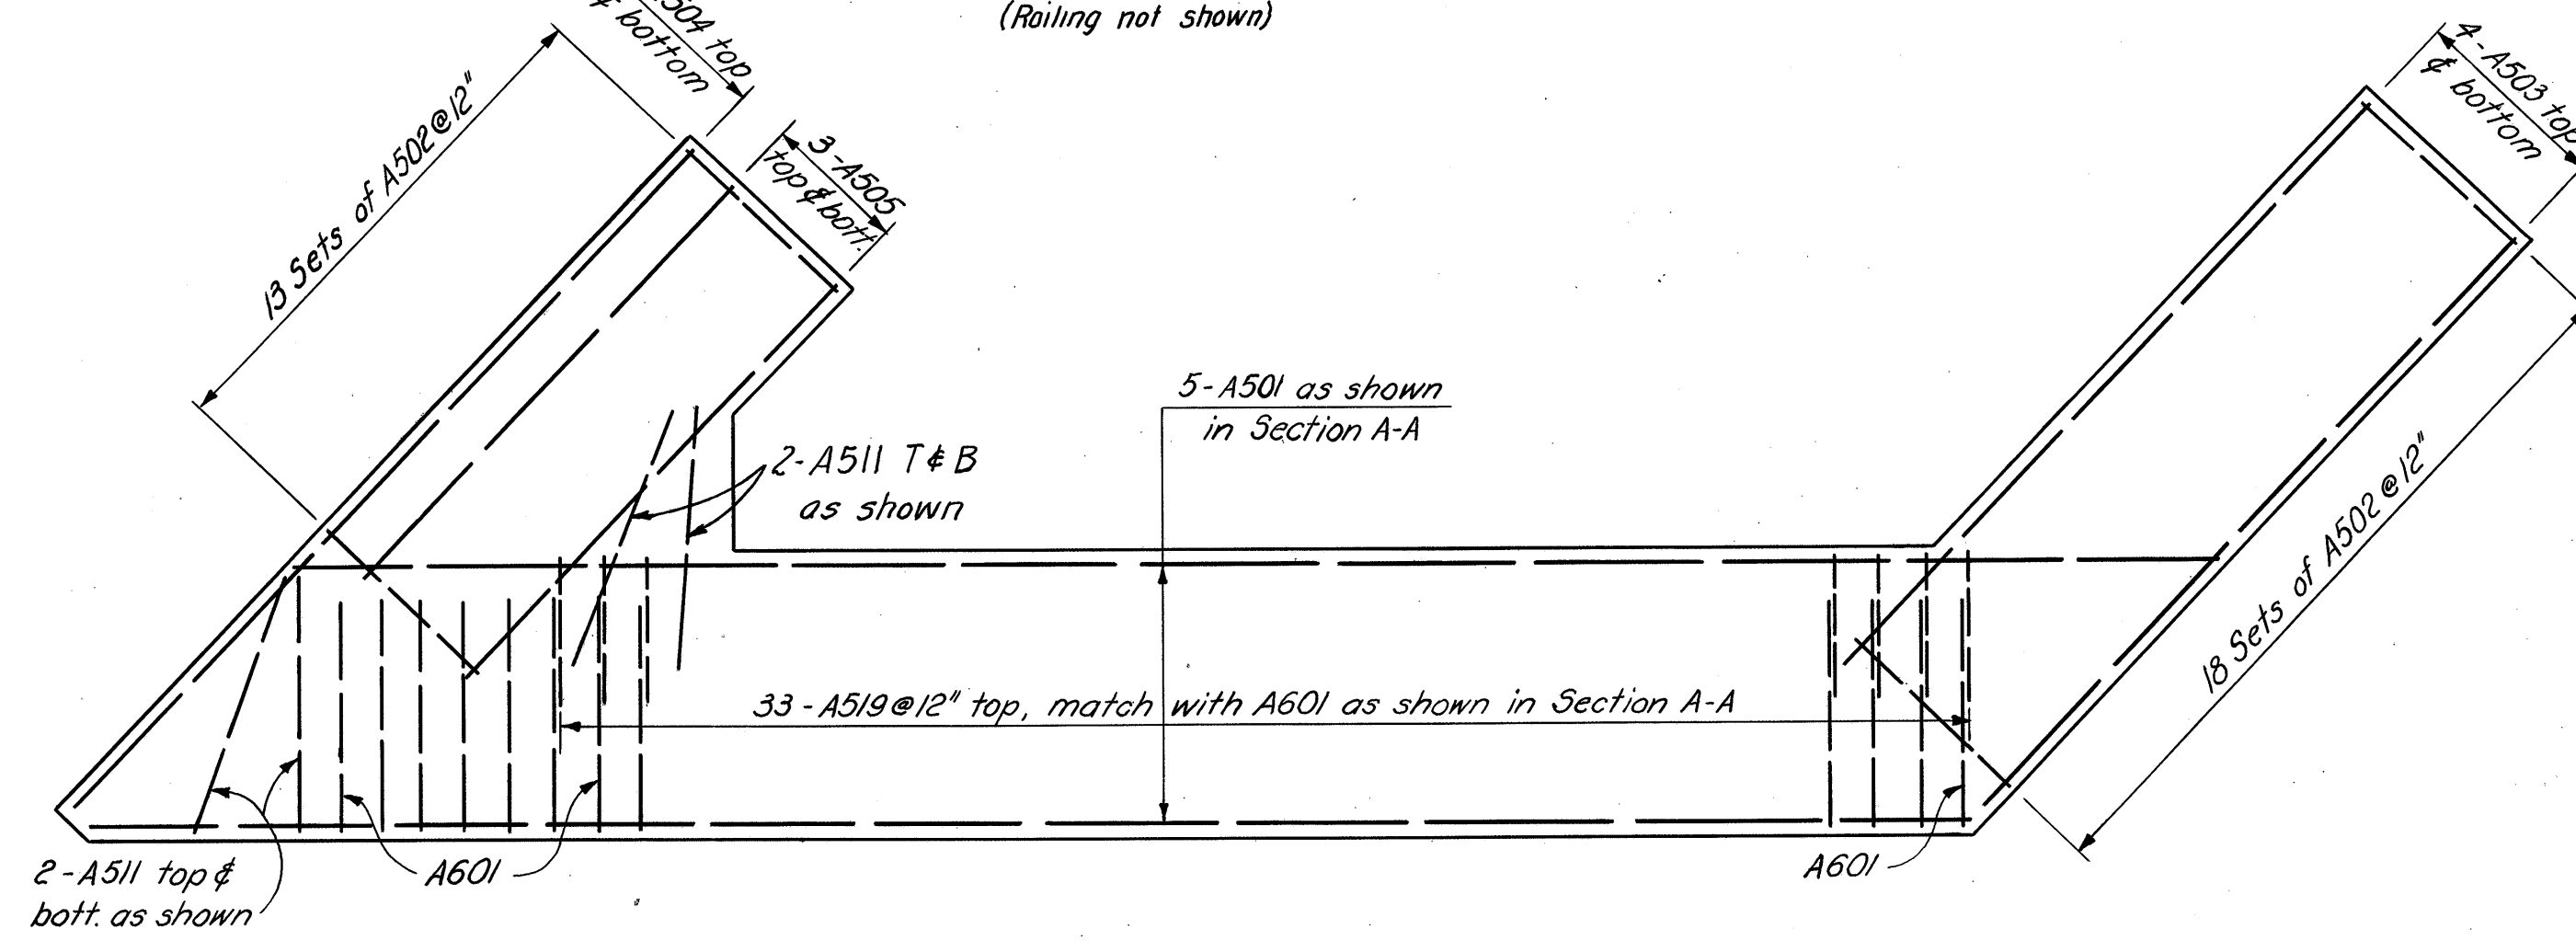 (Railing not shown)
504 top
¢ bottom
4-A503 top
¢ bottom
13 Sets of A502@12"
3-A505
top ¢ bott.
5-A501 as shown
in Section A-A
2-A511 T ¢ B
as shown
18 Sets of A502@12"
33-A519@12" top, match with A601 as shown in Section A-A
2-A511 top ¢
bott. as shown
A601
A601